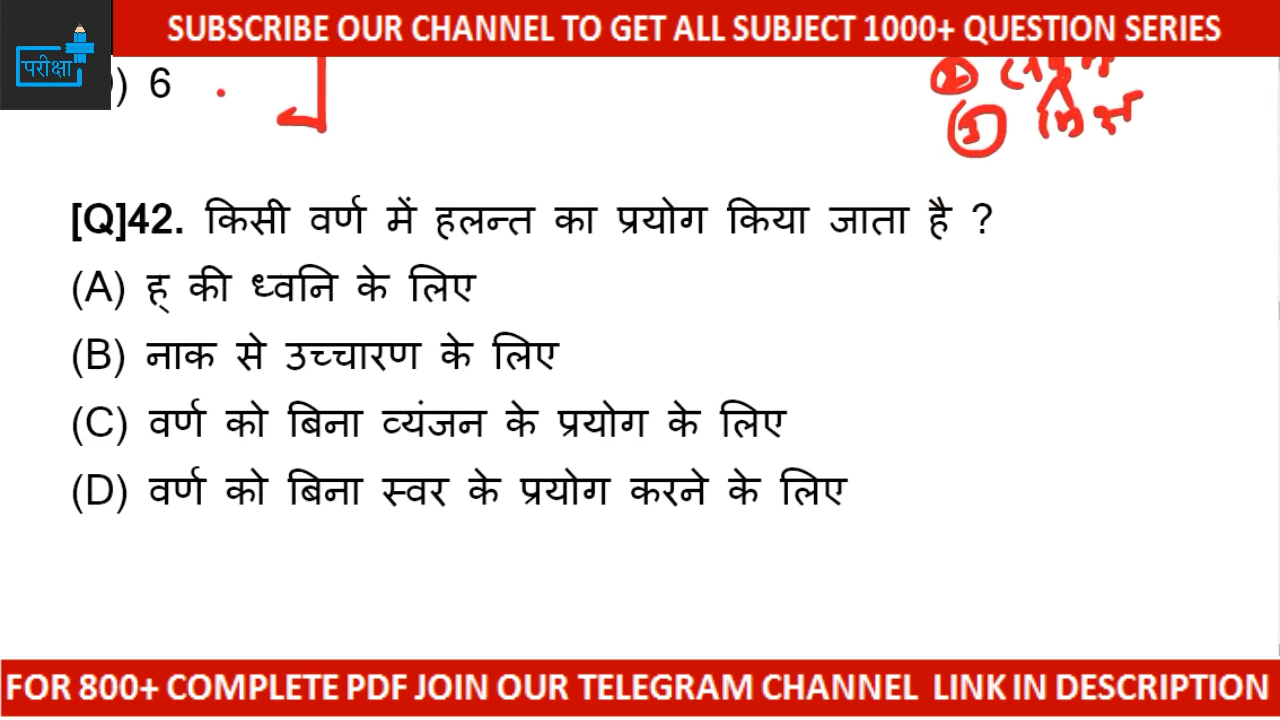 SUBSCRIBE OUR CHANNEL TO GET ALL SUBJECT 1000+ QUESTION SERIES
परीक्षा
) 6
[Q]42. किसी वर्ण में हलन्त का प्रयोग किया जाता है ?
(A) ह् की ध्वनि के लिए
(B) नाक से उच्चारण के लिए
(C) वर्ण को बिना व्यंजन के प्रयोग के लिए
(D) वर्ण को बिना स्वर के प्रयोग करने के लिए
FOR 800+ COMPLETE PDF JOIN OUR TELEGRAM CHANNEL LINK IN DESCRIPTION